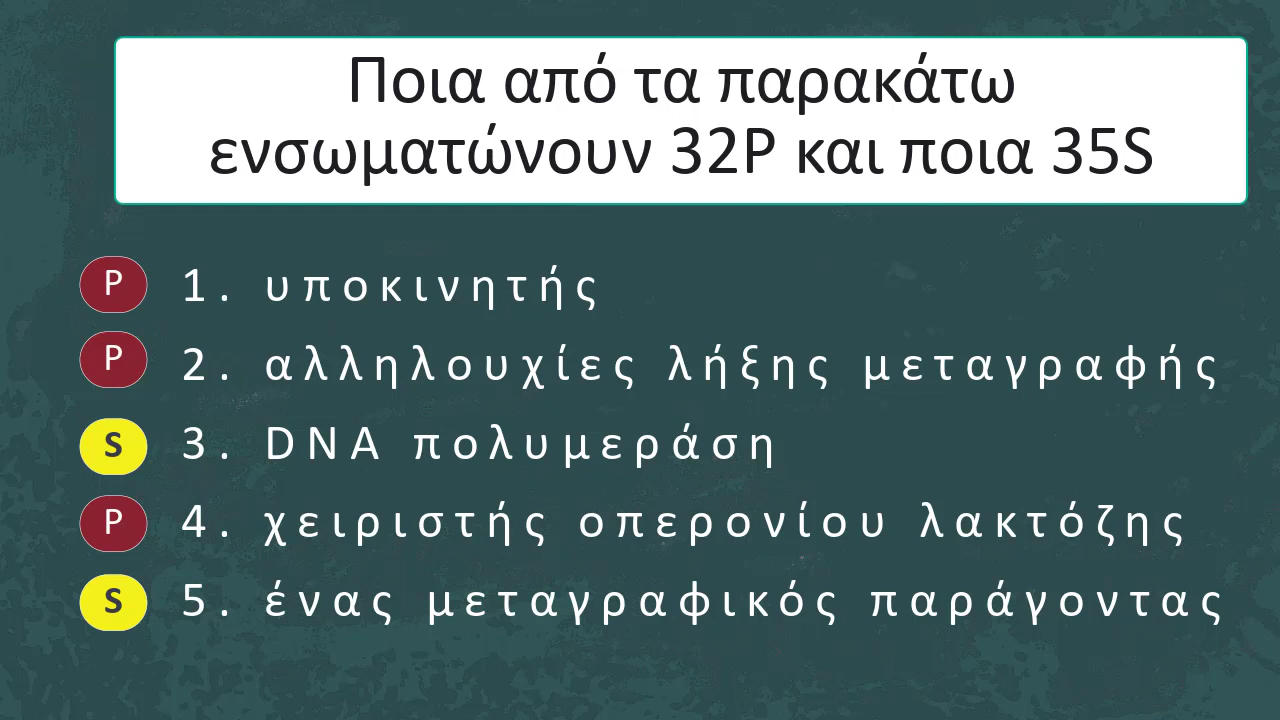 Ποια από τα παρακάτω
ενσωματώνουν 32P και ποια 35S
P 1. υποκινητής
P 2. αλληλουχίες λήξης μεταγραφής
S 3. DNA πολυμεράση
P 4. χειριστής οπερονίου λακτόζης
S 5. ένας μεταγραφικός παράγοντας